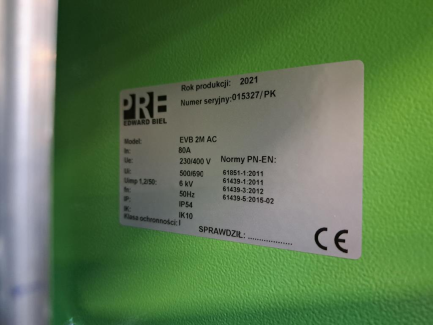 PRE
EDWARD BIEL
Rok produkcji: 2021
Numer seryjny: 015327/PK
Model: EVB 2M AC
In: 80A
Ue: 230/400 V
Ui: 500/690
Uimp 1,2/50: 6 kV
fn: 50Hz
IP: IP54
IK: IK10
Klasa ochronności: I
Normy PN-EN:
61851-1:2011
61439-1:2011
61439-3:2012
61439-5:2015-02
SPRAWDZIŁ: ..................
CE